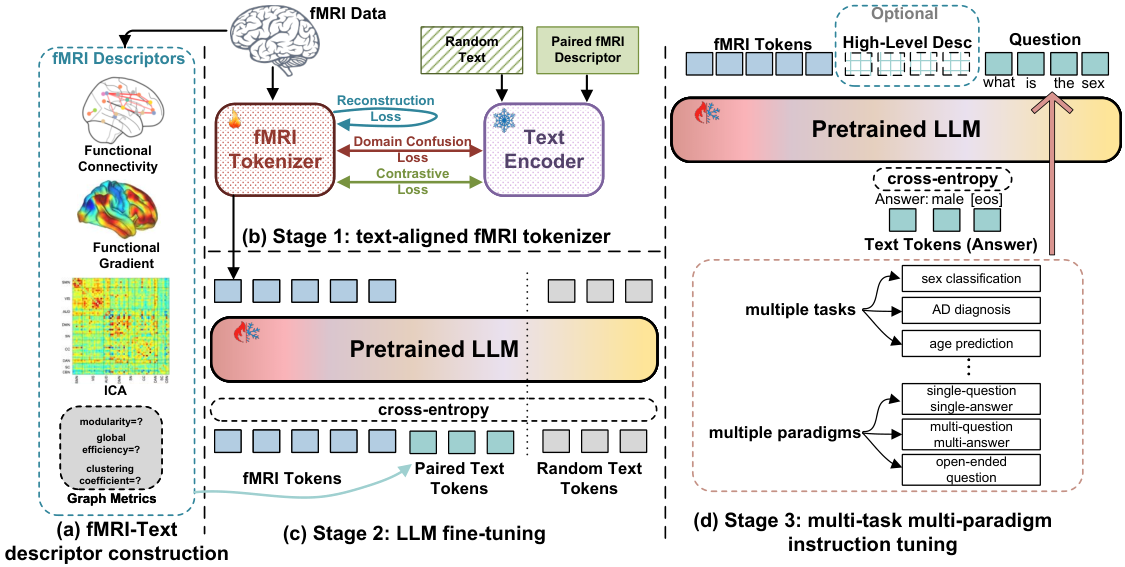 fMRI Data
fMRI Descriptors
Functional
Connectivity
Functional
Gradient
ICA
modularity=?
global
efficiency=?
clustering
coefficient=?
Graph Metrics
(a) fMRI-Text
descriptor construction
Random
Text
Paired fMRI
Descriptor
fMRI
Tokenizer
Reconstruction
Loss
Domain Confusion
Loss
Contrastive
Loss
Text
Encoder
(b) Stage 1: text-aligned fMRI tokenizer
Pretrained LLM
cross-entropy
fMRI Tokens
Paired Text
Tokens
Random Text
Tokens
(c) Stage 2: LLM fine-tuning
Optional
fMRI Tokens
High-Level Desc
Question
what is the sex
Pretrained LLM
cross-entropy
Answer: male [eos]
Text Tokens (Answer)
multiple tasks
sex classification
AD diagnosis
age prediction
multiple paradigms
single-question
single-answer
multi-question
multi-answer
open-ended
question
(d) Stage 3: multi-task multi-paradigm
instruction tuning